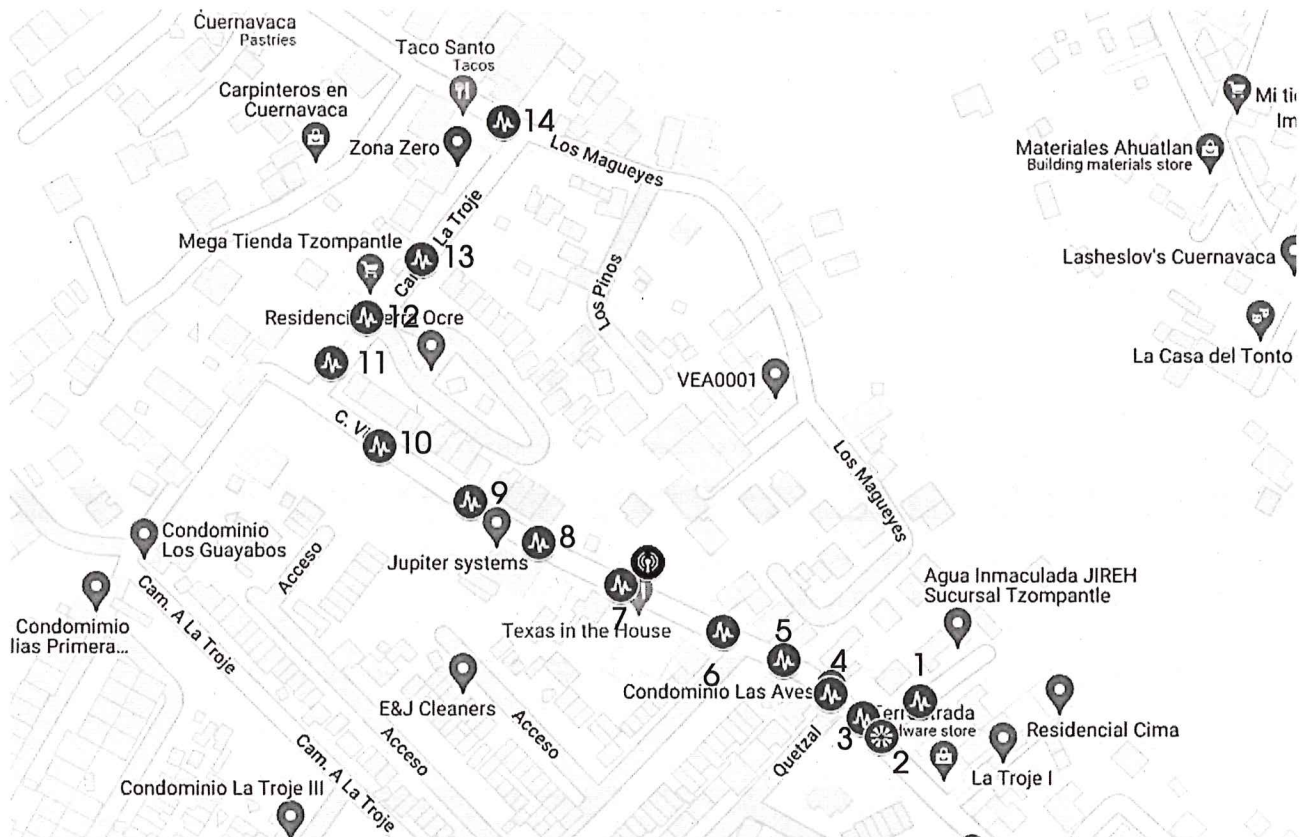 Cuernavaca
Pastries
Taco Santo
Tacos
Carpinteros en
Cuernavaca
14
Zona Zero
Los Magueyes
Mi
Im
Materiales Ahuatlan
Building materials store
La Troje
Mega Tienda Tzompantle
13
Lasheslov's Cuernavaca
Los Pinos
12
Ocre
11
La Casa del Tonto
VEA0001
C.
10
Los Magueyes
9
8
Condominio
Los Guayabos
Acceso
Jupiter systems
Agua Inmaculada JIREH
Sucursal Tzompantle
Cam. A La Troje
7
Texas in the House
Condomimio
lias Primera...
5
6
4
1
Condominio Las Aves
E&J Cleaners
Acceso
Acceso
3
2
Quetzal
Residencial Cima
La Troje I
Cam. A La Troje
Condominio La Troje III